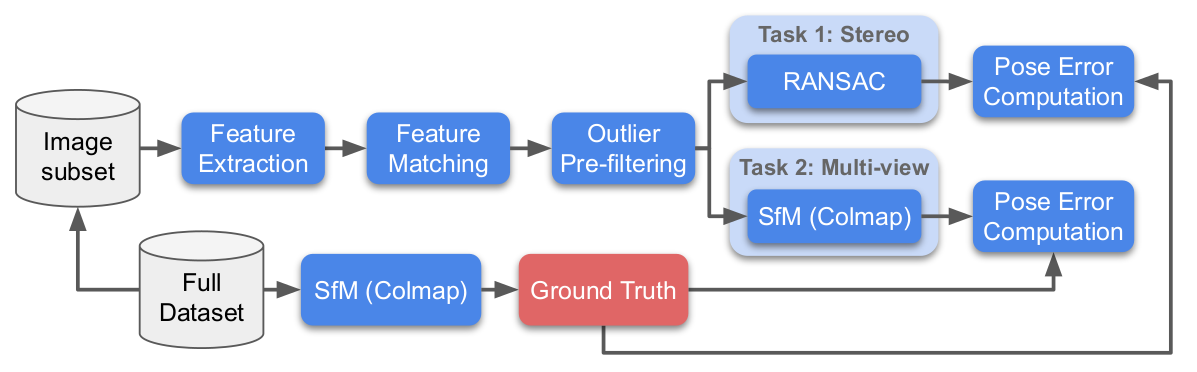 Task 1: Stereo
RANSAC
Pose Error
Computation
Image
subset
Feature
Extraction
Feature
Matching
Outlier
Pre-filtering
Task 2: Multi-view
SfM (Colmap)
Pose Error
Computation
Full
Dataset
SfM (Colmap)
Ground Truth